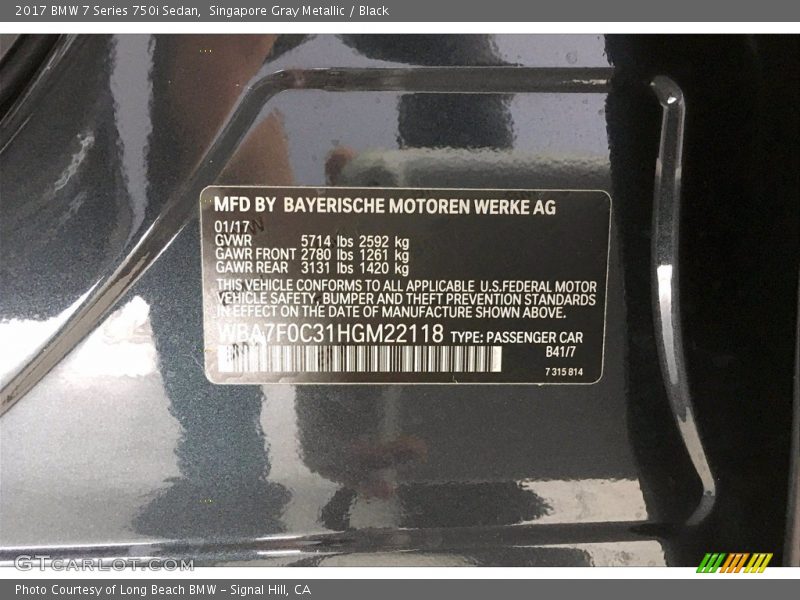 2017 BMW 7 Series 750i Sedan,  Singapore Gray Metallic / Black
MFD BY BAYERISCHE MOTOREN WERKE AG
01/17
GVWR 5714 lbs 2592 kg
GAWR FRONT 2780 lbs 1261 kg
GAWR REAR 3131 lbs 1420 kg
THIS VEHICLE CONFORMS TO ALL APPLICABLE U.S.FEDERAL MOTOR
VEHICLE SAFETY, BUMPER AND THEFT PREVENTION STANDARDS
IN EFFECT ON THE DATE OF MANUFACTURE SHOWN ABOVE.
WBA7F0C31HGM22118 TYPE: PASSENGER CAR
B41/7
7 315 814
GTCARLOT.COM
Photo Courtesy of Long Beach BMW – Signal Hill, CA